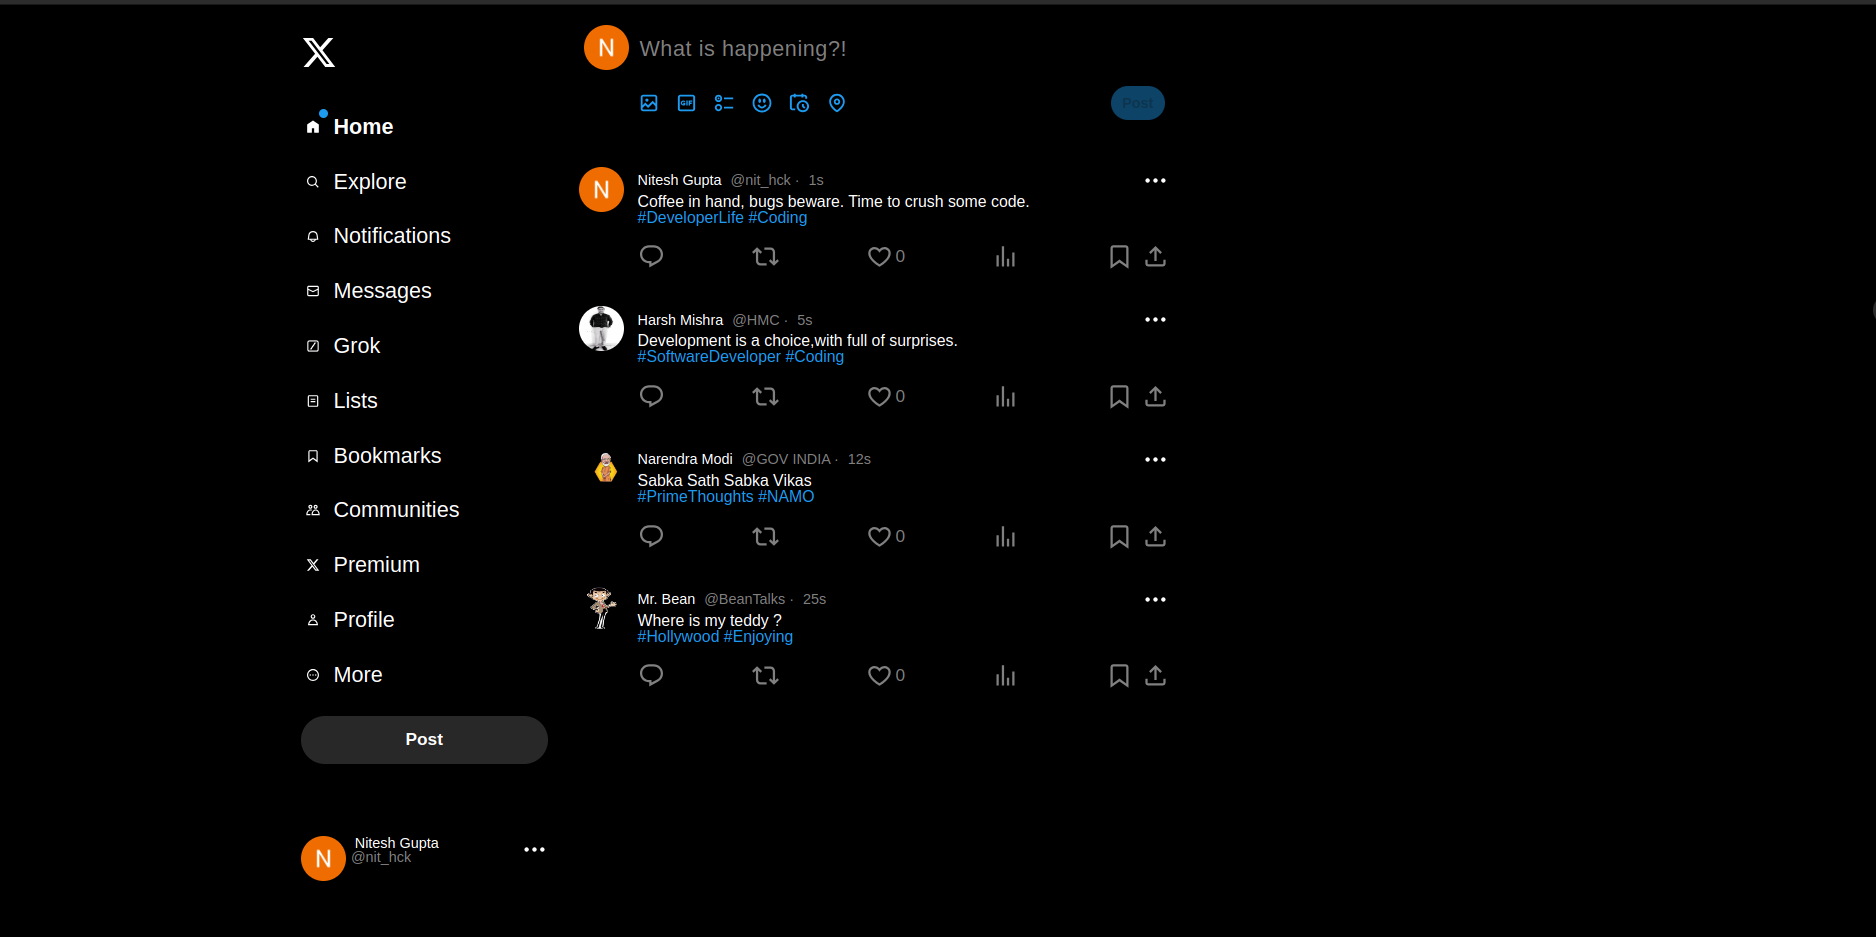 Home
Explore
Notifications
Messages
Grok
Lists
Bookmarks
Communities
Premium
Profile
More
Post
Nitesh Gupta
@nit_hck
N
N
What is happening?!
GIF
Post
N
Nitesh Gupta @nit_hck · 1s
Coffee in hand, bugs beware. Time to crush some code.
#DeveloperLife #Coding
0
Harsh Mishra @HMC · 5s
Development is a choice,with full of surprises.
#SoftwareDeveloper #Coding
0
Narendra Modi @GOV INDIA · 12s
Sabka Sath Sabka Vikas
#PrimeThoughts #NAMO
0
Mr. Bean @BeanTalks · 25s
Where is my teddy ?
#Hollywood #Enjoying
0